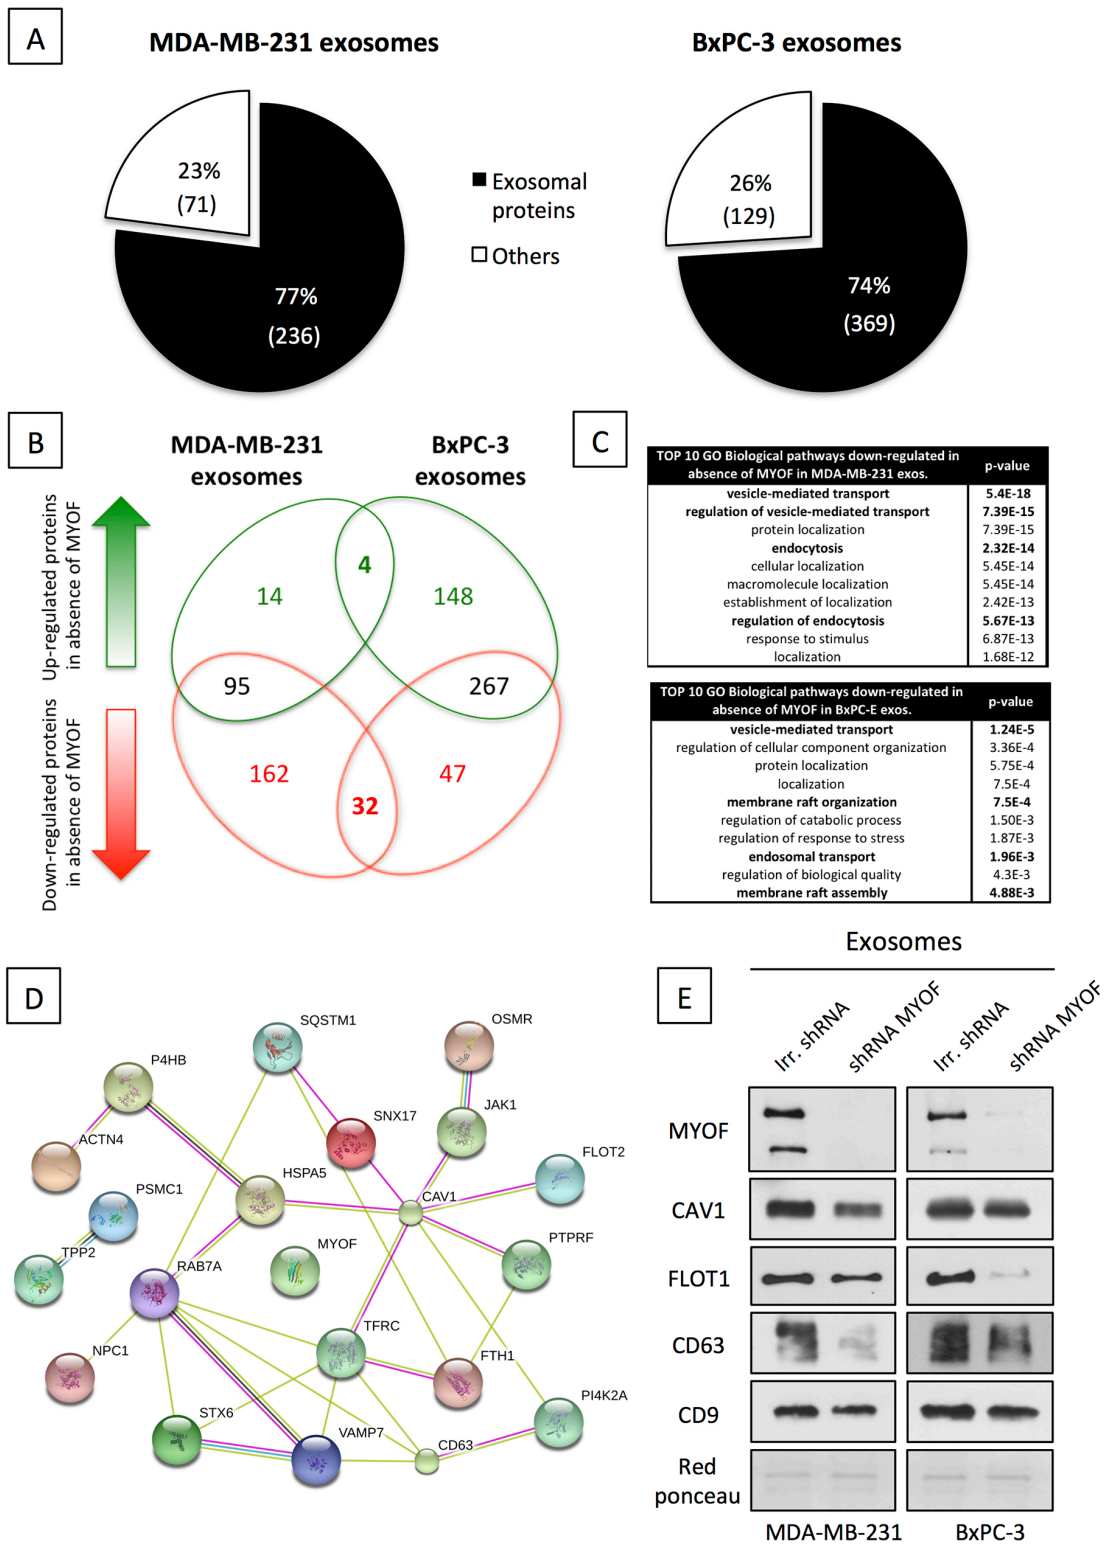 A
MDA-MB-231 exosomes
BxPC-3 exosomes
23%
(71)
77%
(236)
Exosomal
proteins
Others
26%
(129)
74%
(369)
B
MDA-MB-231
exosomes
BxPC-3
exosomes
Up-regulated proteins
in absence of MYOF
Down-regulated proteins
in absence of MYOF
4
14
148
95
267
162
47
32
C
TOP 10 GO Biological pathways down-regulated in
absence of MYOF in MDA-MB-231 exos.
p-value
vesicle-mediated transport 5.4E-18
regulation of vesicle-mediated transport 7.39E-15
protein localization 7.39E-15
endocytosis 2.32E-14
cellular localization 5.45E-14
macromolecule localization 5.45E-14
establishment of localization 2.42E-13
regulation of endocytosis 5.67E-13
response to stimulus 6.87E-13
localization 1.68E-12
TOP 10 GO Biological pathways down-regulated in
absence of MYOF in BxPC-E exos.
p-value
vesicle-mediated transport 1.24E-5
regulation of cellular component organization 3.36E-4
protein localization 5.75E-4
localization 7.5E-4
membrane raft organization 7.5E-4
regulation of catabolic process 1.50E-3
regulation of response to stress 1.87E-3
endosomal transport 1.96E-3
regulation of biological quality 4.3E-3
membrane raft assembly 4.88E-3
D
SQSTM1
OSMR
P4HB
JAK1
SNX17
ACTN4
FLOT2
HSPA5
PSMC1
CAV1
MYOF
PTPRF
TPP2
RAB7A
TFRC
NPC1
FTH1
PI4K2A
STX6
VAMP7
CD63
E
Exosomes
Irr. shRNA
shRNA MYOF
Irr. shRNA
shRNA MYOF
MYOF
CAV1
FLOT1
CD63
CD9
Red
ponceau
MDA-MB-231
BxPC-3